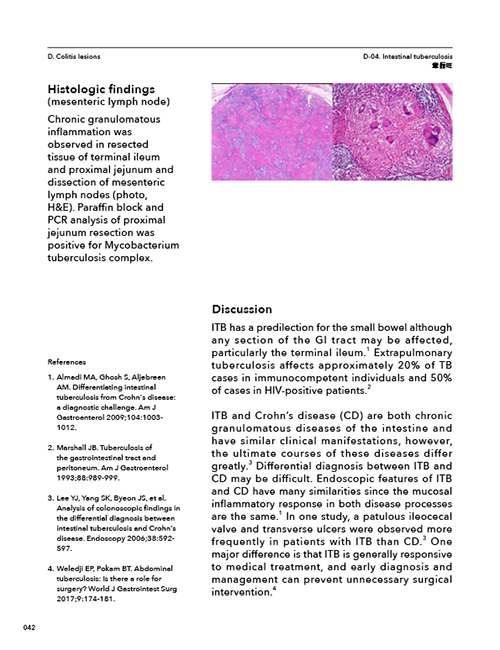 D. Colitis lesions
D-04. Intestinal tuberculosis
章振旺
Histologic findings
(mesenteric lymph node)
Chronic granulomatous
inflammation was
observed in resected
tissue of terminal ileum
and proximal jejunum and
dissection of mesenteric
lymph nodes (photo,
H&E). Paraffin block and
PCR analysis of proximal
jejunum resection was
positive for Mycobacterium
tuberculosis complex.
Discussion
ITB has a predilection for the small bowel although
any section of the GI tract may be affected,
particularly the terminal ileum.1 Extrapulmonary
tuberculosis affects approximately 20% of TB
cases in immunocompetent individuals and 50%
of cases in HIV-positive patients.2
ITB and Crohn's disease (CD) are both chronic
granulomatous diseases of the intestine and
have similar clinical manifestations, however,
the ultimate courses of these diseases differ
greatly.3 Differential diagnosis between ITB and
CD may be difficult. Endoscopic features of ITB
and CD have many similarities since the mucosal
inflammatory response in both disease processes
are the same.1 In one study, a patulous ileocecal
valve and transverse ulcers were observed more
frequently in patients with ITB than CD.3 One
major difference is that ITB is generally responsive
to medical treatment, and early diagnosis and
management can prevent unnecessary surgical
intervention.4
References
1. Almadi MA, Ghosh S, Aljebreen
AM. Differentiating intestinal
tuberculosis from Crohn's disease:
a diagnostic challenge. Am J
Gastroenterol 2009;104:1003-
1012.
2. Marshall JB. Tuberculosis of
the gastrointestinal tract and
peritoneum. Am J Gastroenterol
1993;88:989-999.
3. Lee YJ, Yang SK, Byeon JS, et al.
Analysis of colonoscopic findings in
the differential diagnosis between
intestinal tuberculosis and Crohn's
disease. Endoscopy 2006;38:592-
597.
4. Weledji EP, Pokam BT. Abdominal
tuberculosis: Is there a role for
surgery? World J Gastrointest Surg
2017;9:174-181.
042